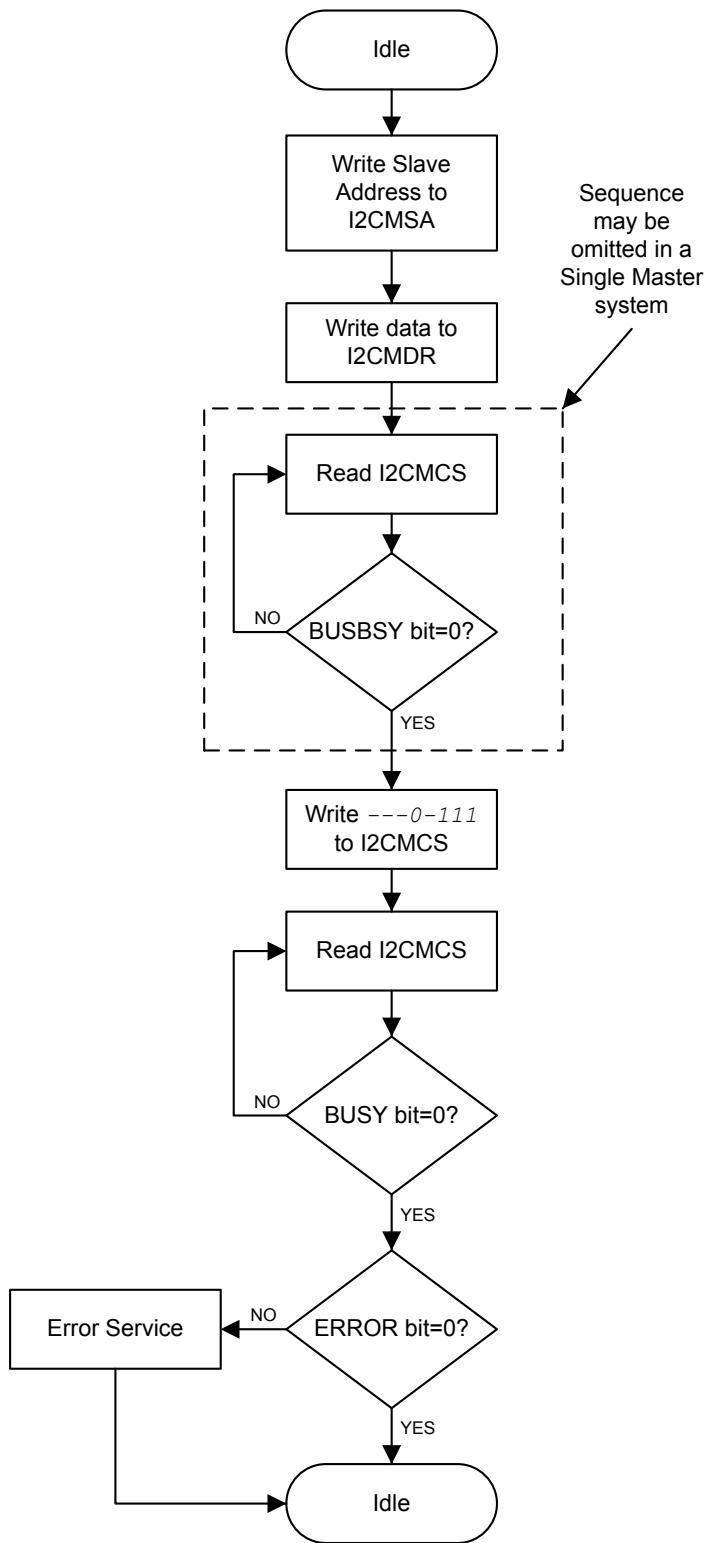 Idle
Write Slave
Address to
I2CMSA
Sequence
may be
omitted in a
Single Master
system
Write data to
I2CMDR
Read I2CMCS
NO
BUSBSY bit=0?
YES
Write ---0-111
to I2CMCS
Read I2CMCS
NO
BUSY bit=0?
YES
Error Service
NO
ERROR bit=0?
YES
Idle